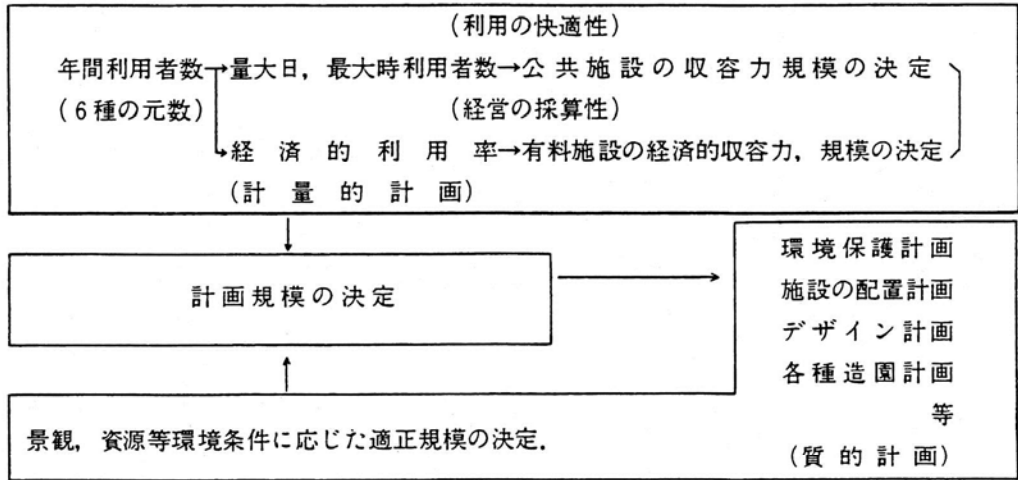 (利用の快適性)
年間利用者数→量大日,最大時利用者数→公共施設の収容力規模の決定
(6種の元数)
(経営の採算性)
経済的利用率→有料施設の経済的収容力,規模の決定
(計量的計画)
計画規模の決定
景観,資源等環境条件に応じた適正規模の決定.
環境保護計画
施設の配置計画
デザイン計画
各種造園計画
等
(質的計画)